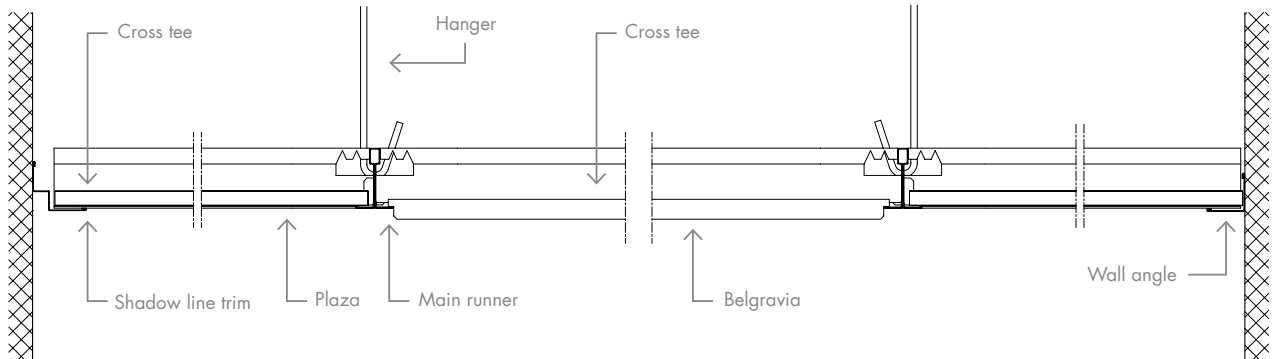 Cross tee
Hanger
Cross tee
Shadow line trim
Plaza
Main runner
Belgravia
Wall angle